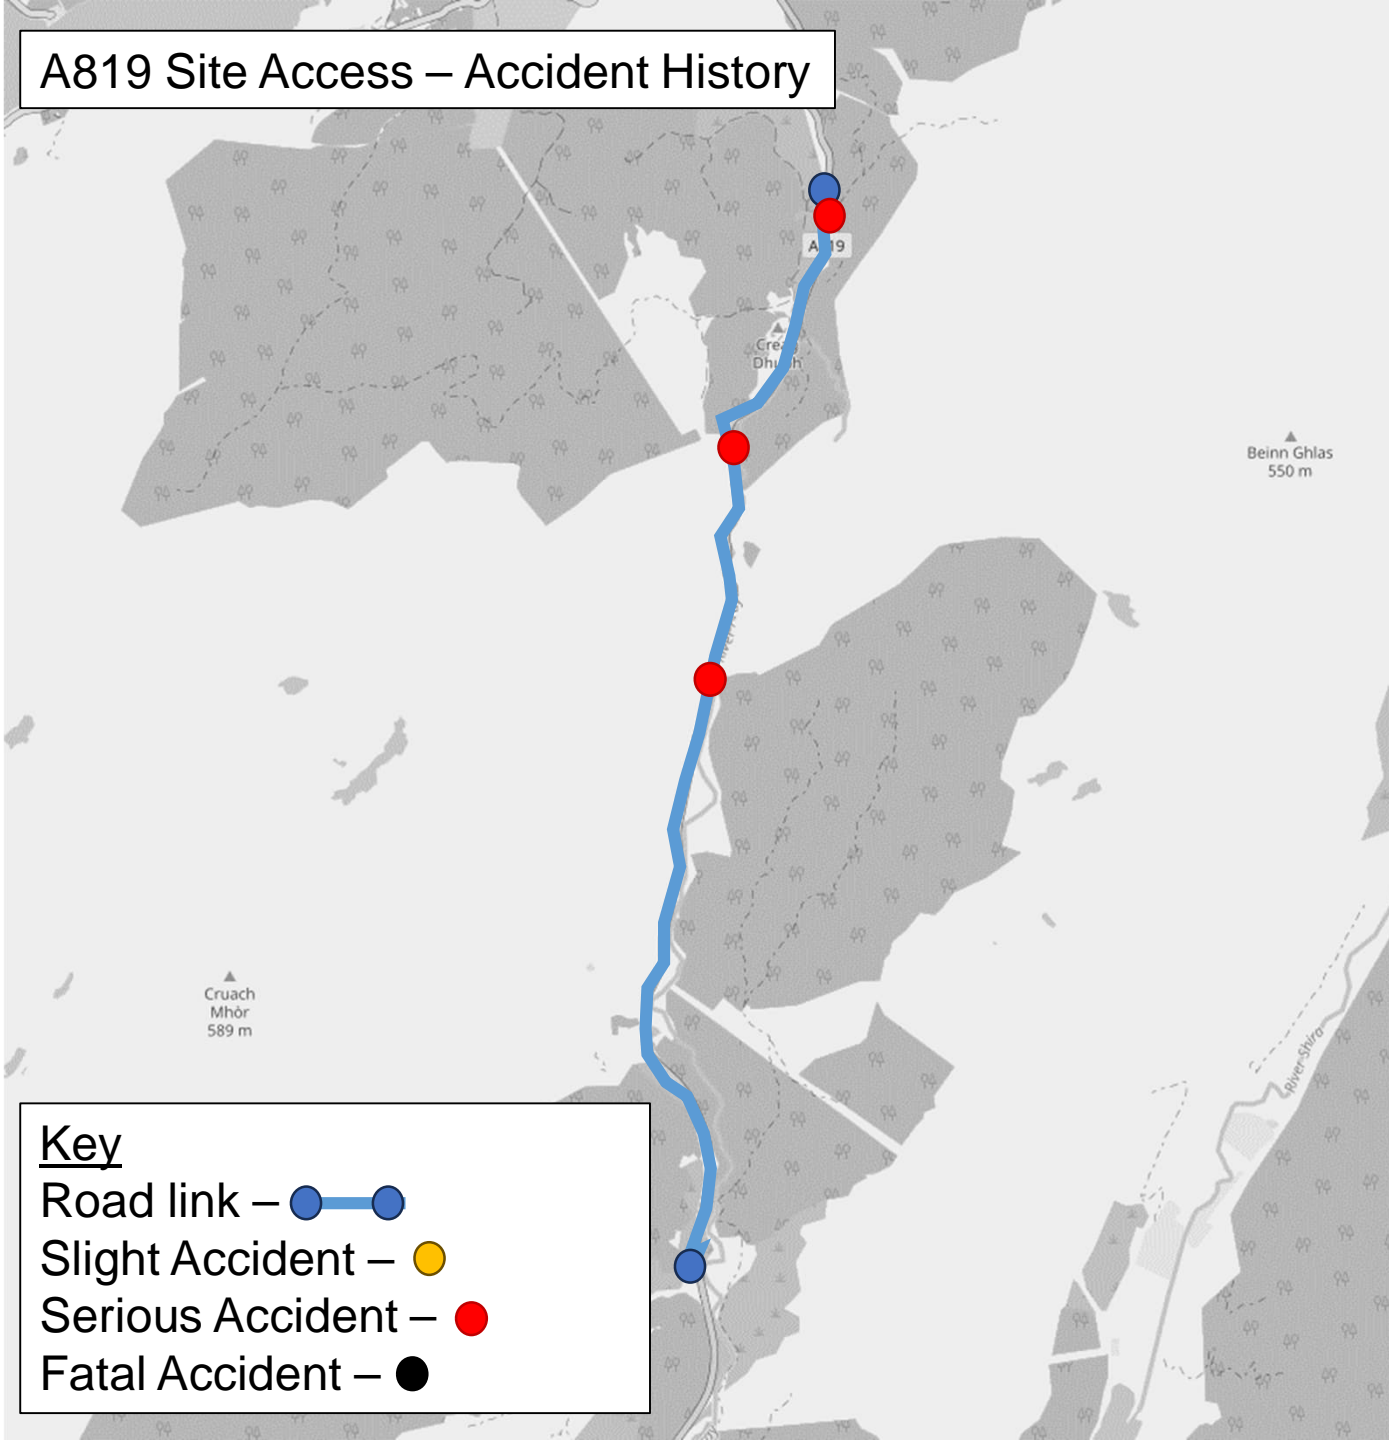 A819 Site Access – Accident History
Beinn Ghlas
550 m
Cruach
Mhòr
589 m
River Shira
Key
Road link –
Slight Accident –
Serious Accident –
Fatal Accident –